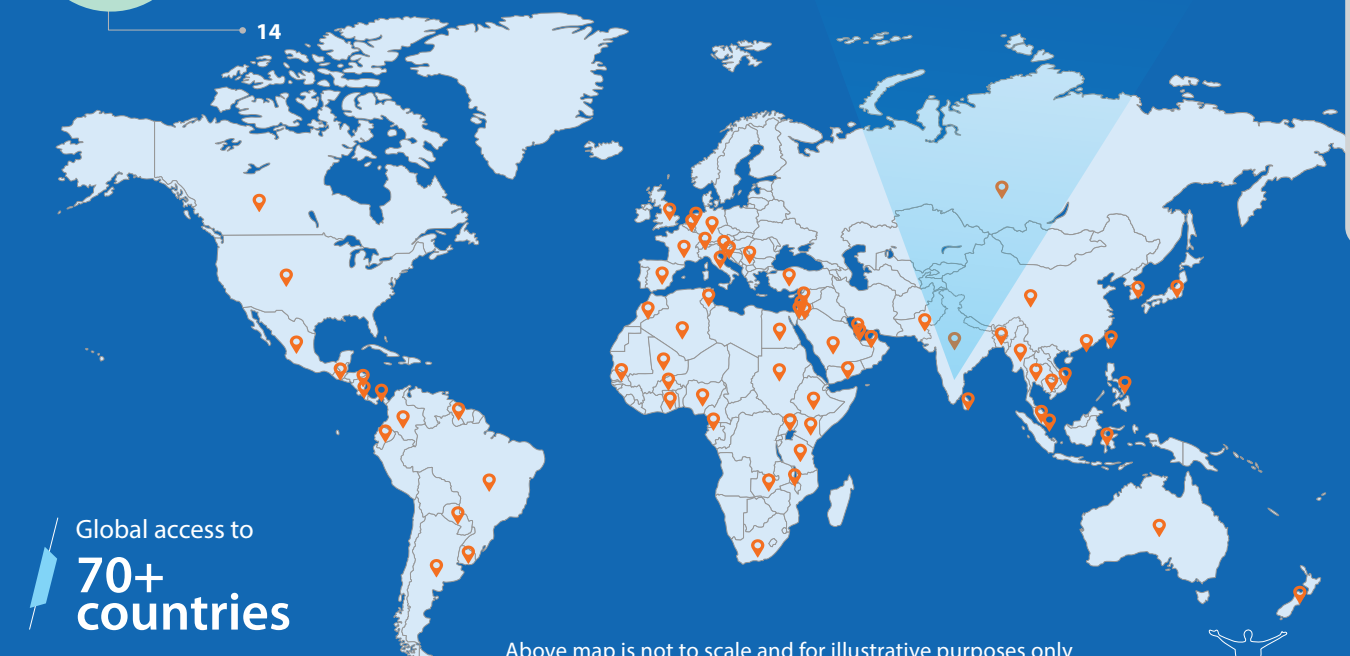 14
Global access to
70+
countries
Above map is not to scale and for illustrative purposes only